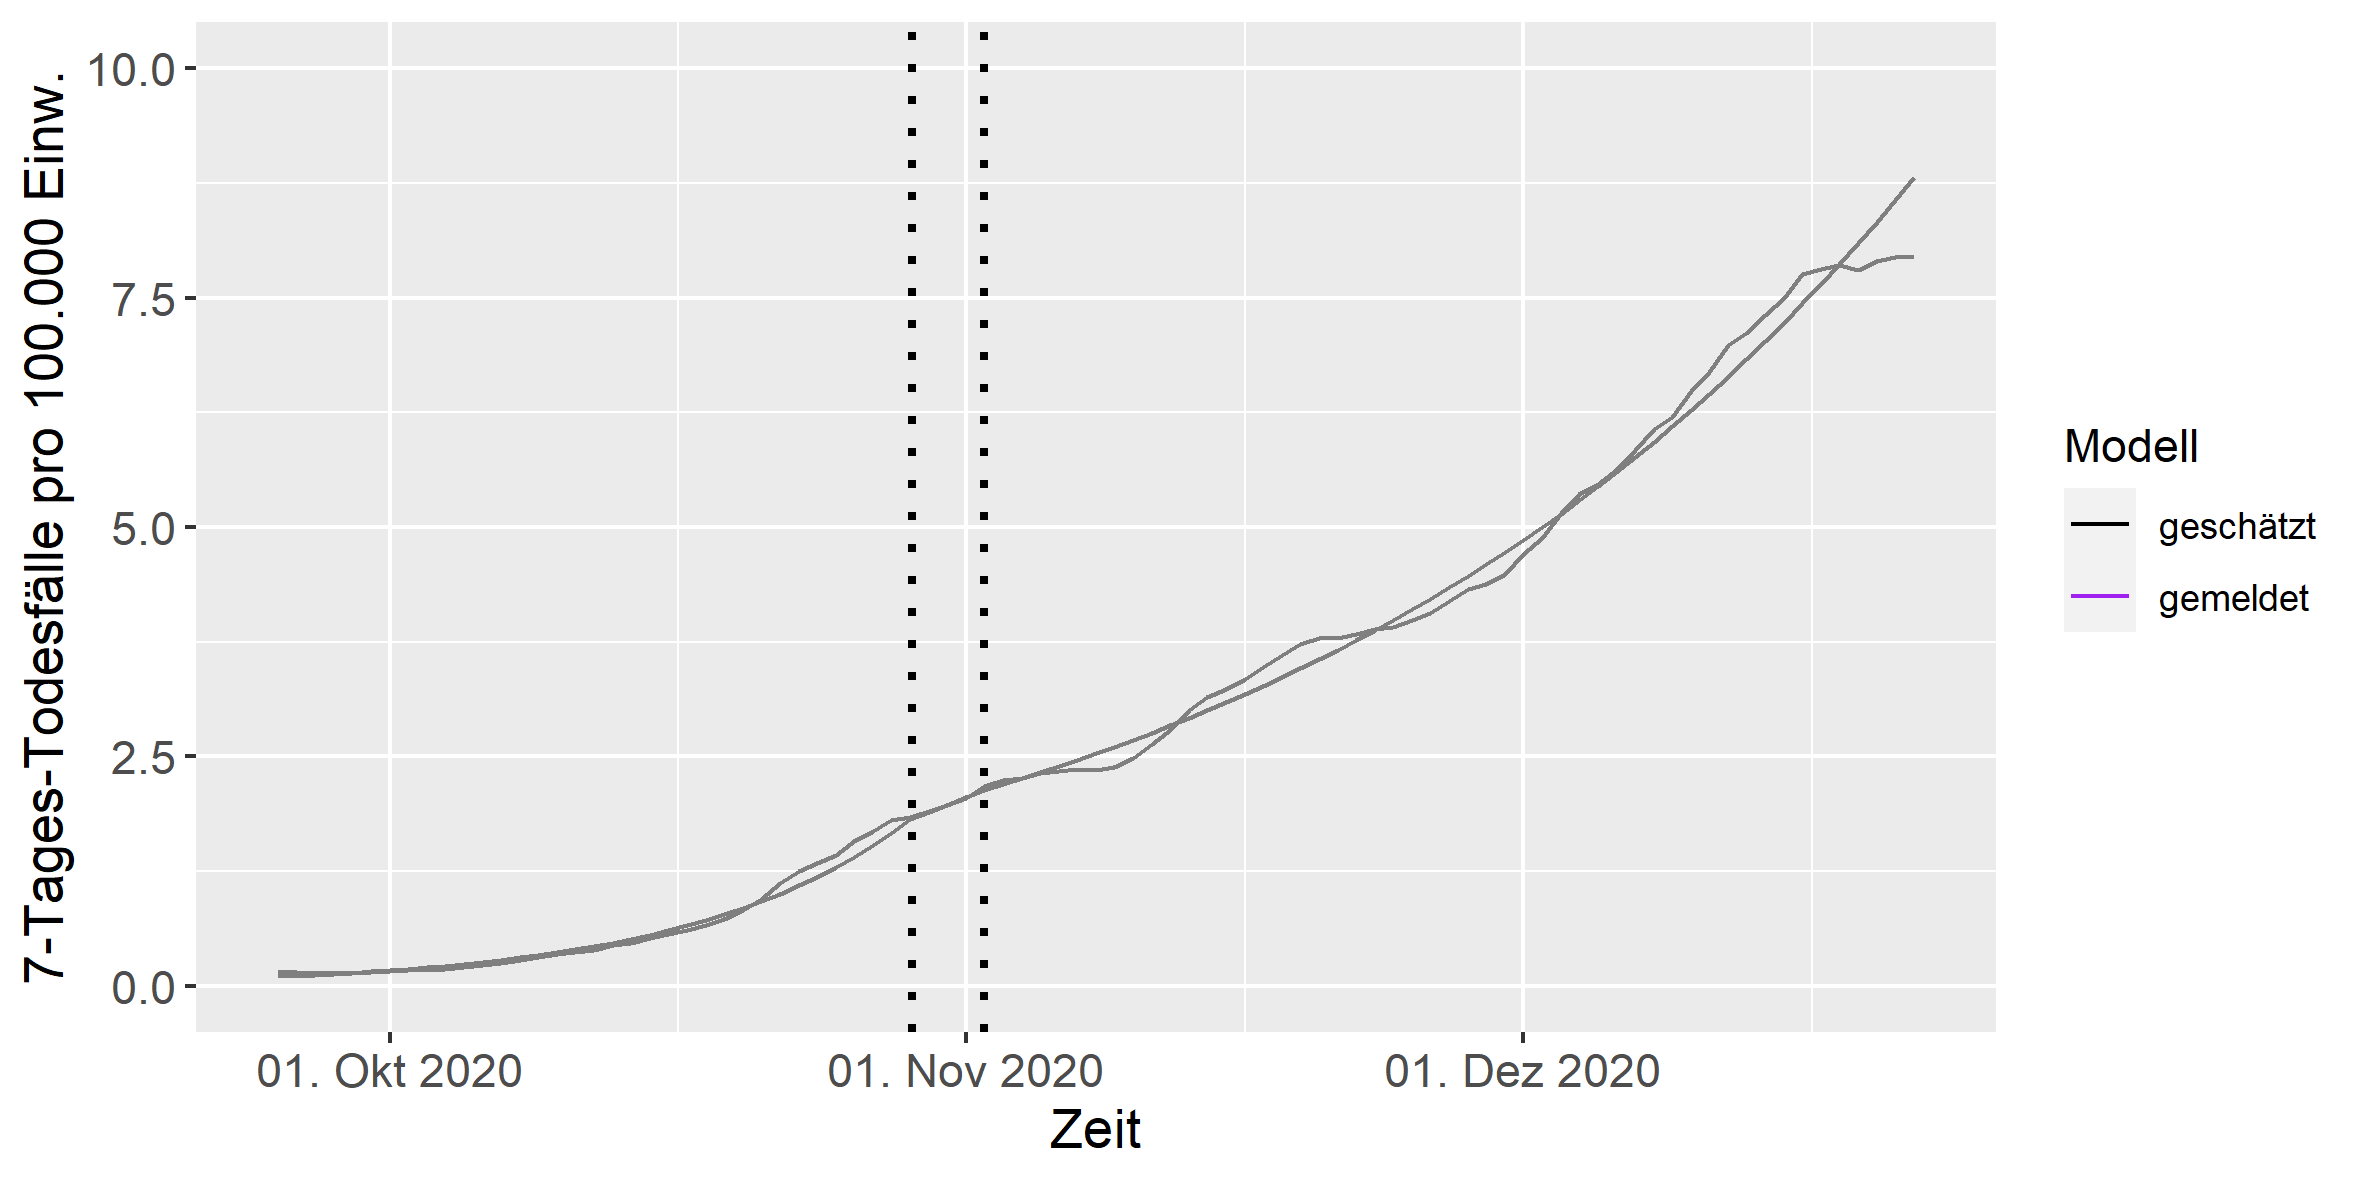 7-Tages-Todesfälle pro 100.000 Einw.
10.0
7.5
5.0
2.5
0.0
01. Okt 2020
01. Nov 2020
01. Dez 2020
Zeit
Modell
geschätzt
gemeldet